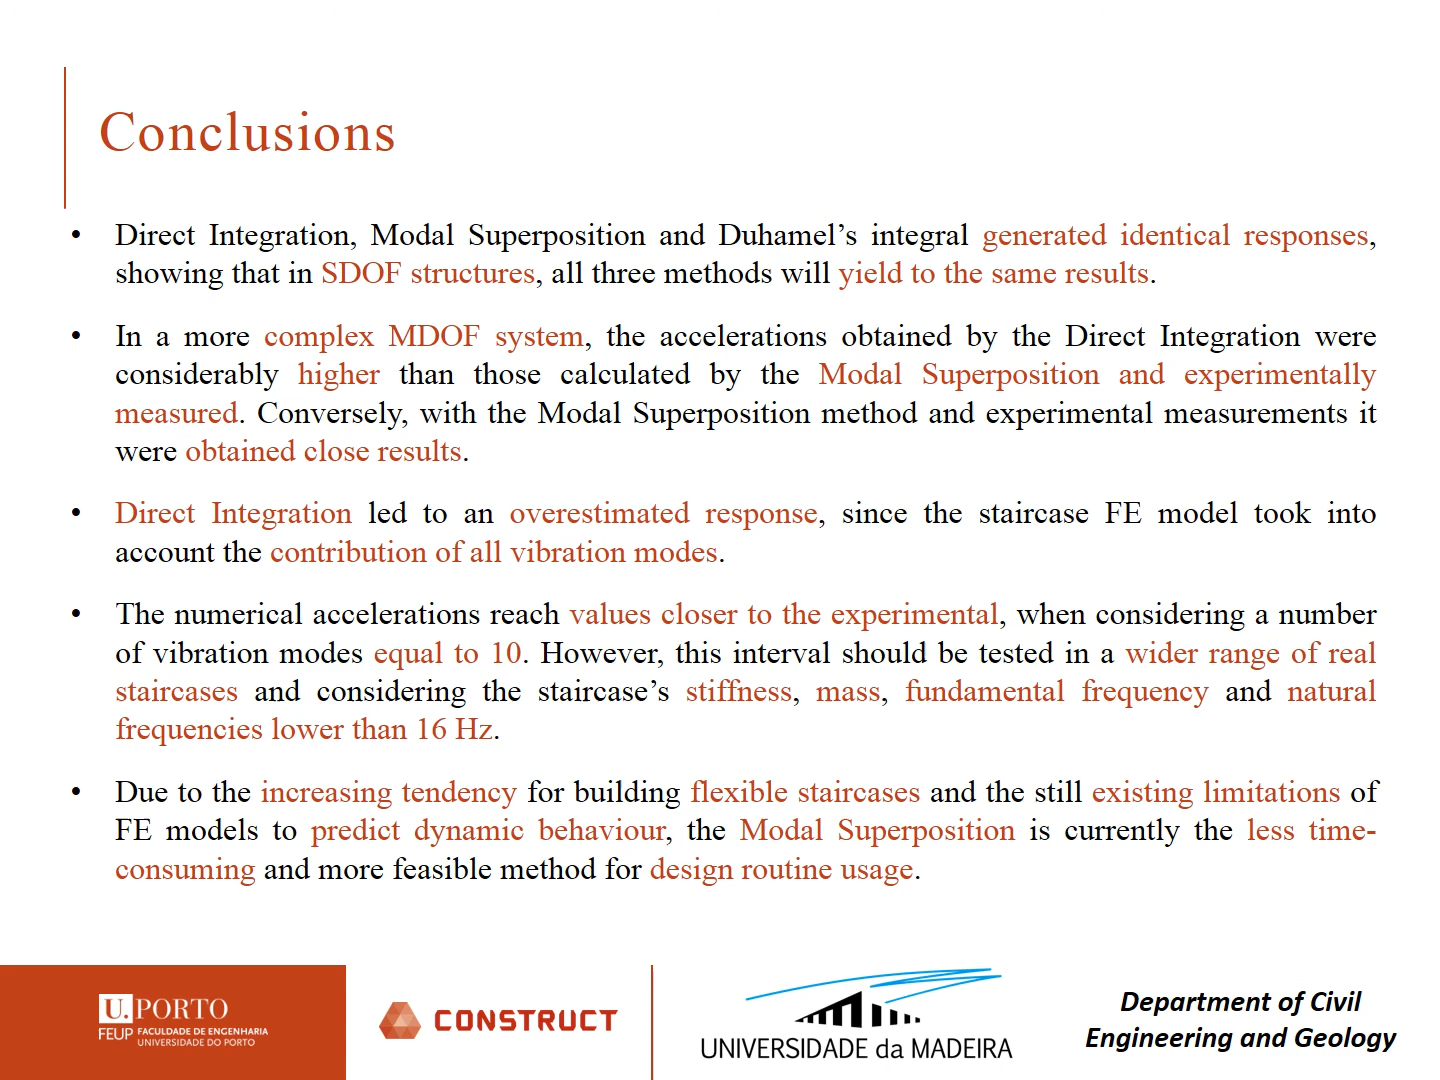 Conclusions
• Direct Integration, Modal Superposition and Duhamel’s integral generated identical responses,
showing that in SDOF structures, all three methods will yield to the same results.
• In a more complex MDOF system, the accelerations obtained by the Direct Integration were
considerably higher than those calculated by the Modal Superposition and experimentally
measured. Conversely, with the Modal Superposition method and experimental measurements it
were obtained close results.
• Direct Integration led to an overestimated response, since the staircase FE model took into
account the contribution of all vibration modes.
• The numerical accelerations reach values closer to the experimental, when considering a number
of vibration modes equal to 10. However, this interval should be tested in a wider range of real
staircases and considering the staircase’s stiffness, mass, fundamental frequency and natural
frequencies lower than 16 Hz.
• Due to the increasing tendency for building flexible staircases and the still existing limitations of
FE models to predict dynamic behaviour, the Modal Superposition is currently the less time-
consuming and more feasible method for design routine usage.
U.PORTO
FEUP FACULDADE DE ENGENHARIA
UNIVERSIDADE DO PORTO
CONSTRUCT
UNIVERSIDADE da MADEIRA
Department of Civil
Engineering and Geology